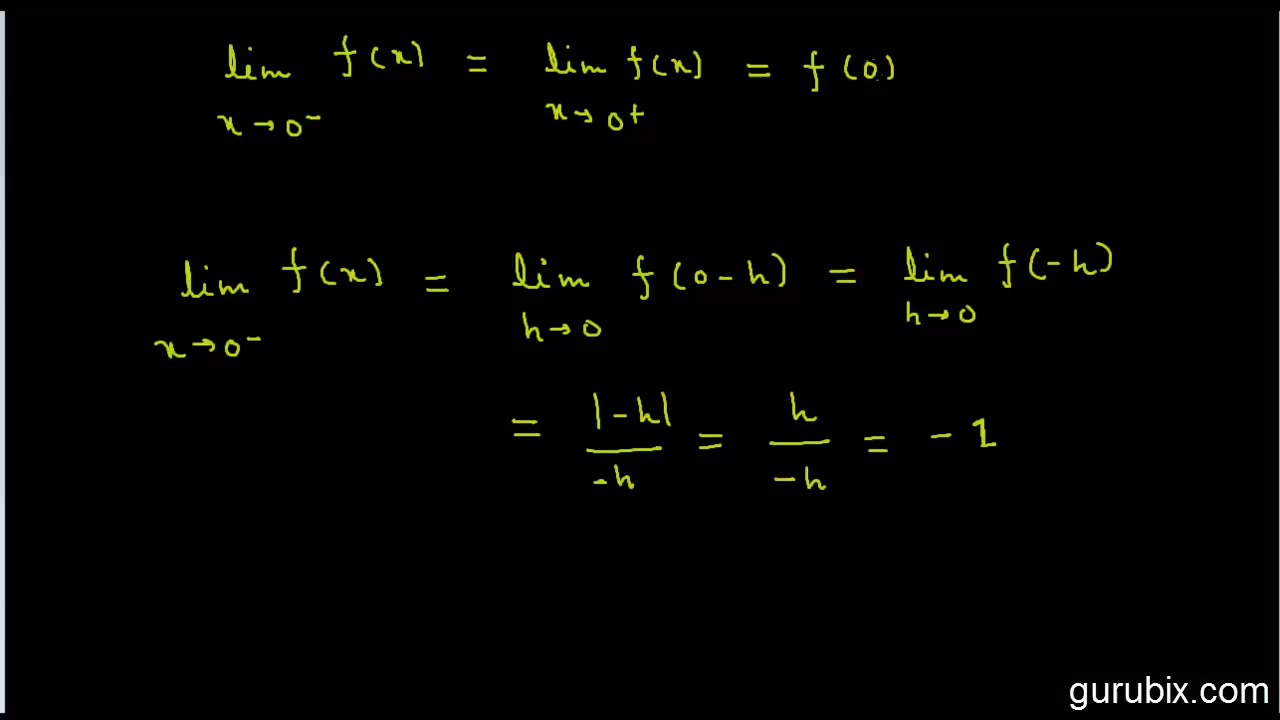 lim f(x) = lim f(x) = f(0)
x→0⁻ x→0+
lim f(x) = lim f(0-h) = lim f(-h)
x→0⁻ h→0 h→0
= |-h|/-h = h/-h = -1
gurubix.com